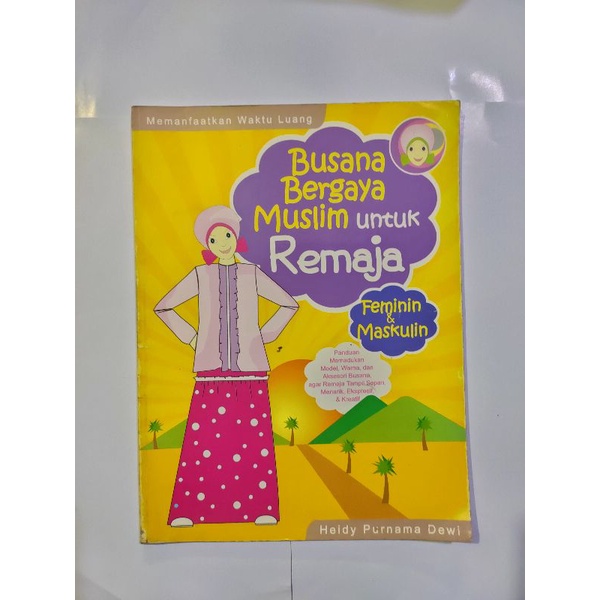 Memanfaatkan Waktu Luang
Busana
Bergaya
Muslim untuk
Remaja
Feminin
&
Maskulin
Panduan
Memadukan
Model, Warna, dan
Aksesori Busana,
agar Remaja Tampil Sopan,
Menarik, Ekspresif
& Kreatif
Heidy Purnama Dewi